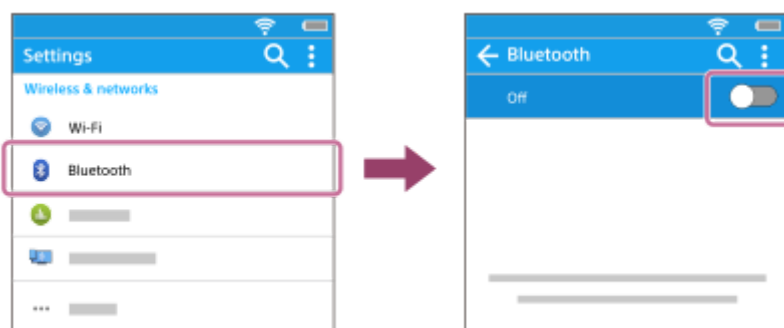 Settings
Wireless & networks
Wi-Fi
Bluetooth
Bluetooth
Off